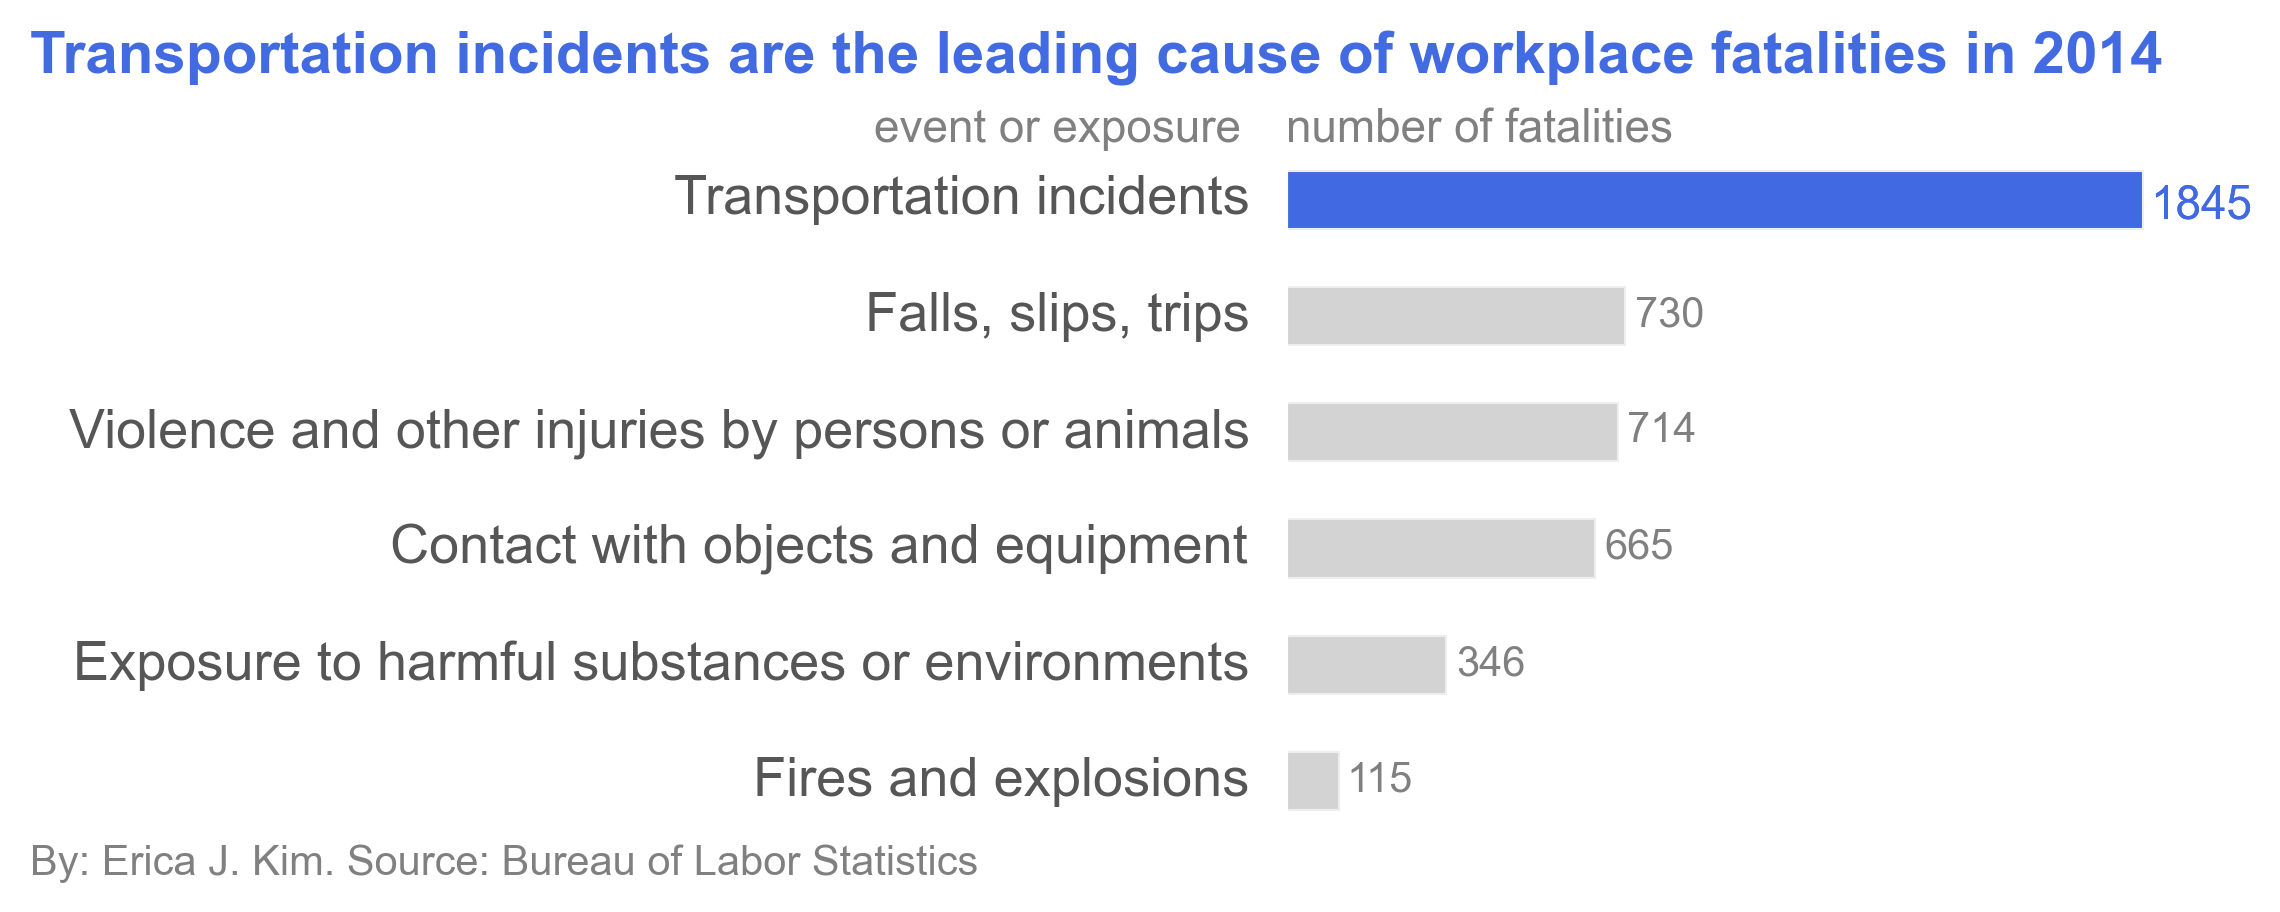 Transportation incidents are the leading cause of workplace fatalities in 2014
event or exposure number of fatalities
Transportation incidents 1845
Falls, slips, trips 730
Violence and other injuries by persons or animals 714
Contact with objects and equipment 665
Exposure to harmful substances or environments 346
Fires and explosions 115
By: Erica J. Kim. Source: Bureau of Labor Statistics